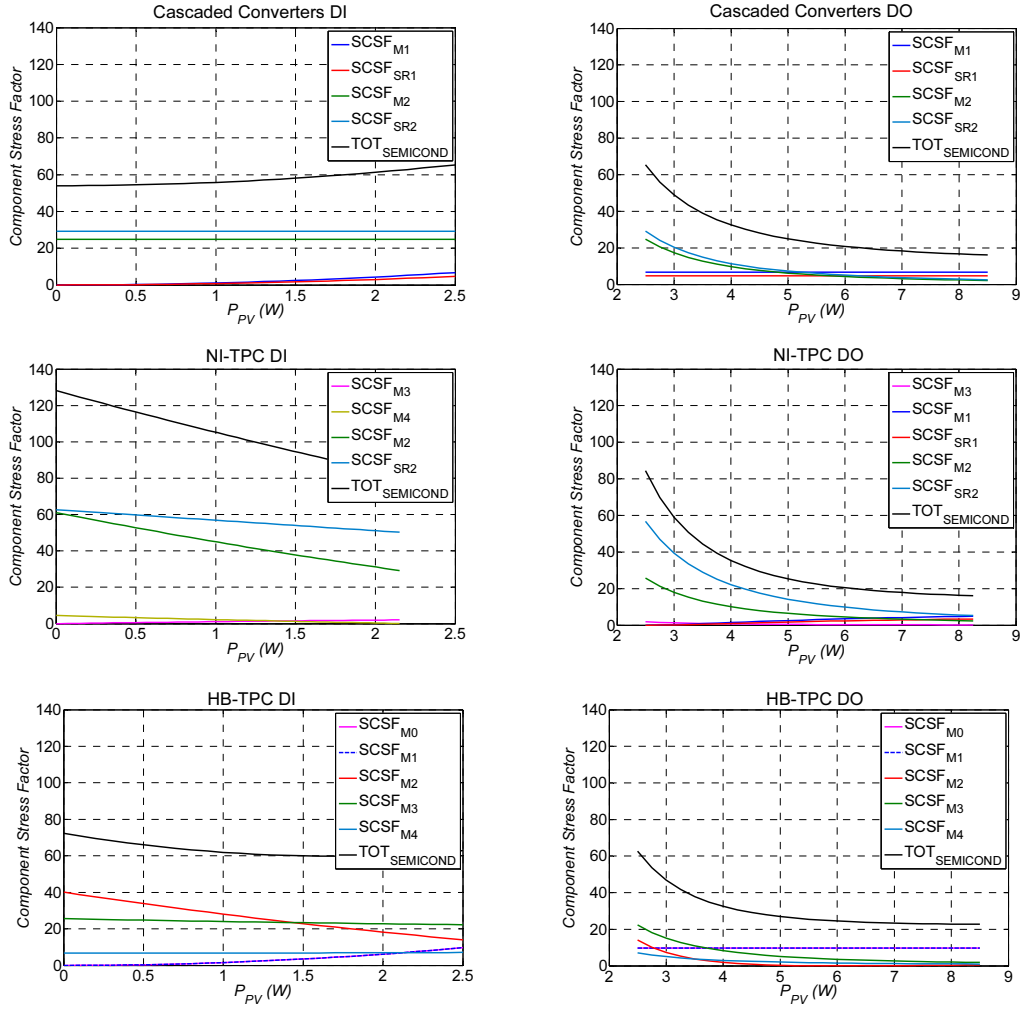 Cascaded Converters DI
Component Stress Factor
140
120
100
80
60
40
20
0
0 0.5 1 1.5 2 2.5
P_PV (W)
SCSF_M1
SCSF_SR1
SCSF_M2
SCSF_SR2
TOT_SEMICOND
Cascaded Converters DO
Component Stress Factor
140
120
100
80
60
40
20
0
2 3 4 5 6 7 8 9
P_PV (W)
SCSF_M1
SCSF_SR1
SCSF_M2
SCSF_SR2
TOT_SEMICOND
NI-TPC DI
Component Stress Factor
140
120
100
80
60
40
20
0
0 0.5 1 1.5 2 2.5
P_PV (W)
SCSF_M3
SCSF_M4
SCSF_M2
SCSF_SR2
TOT_SEMICOND
NI-TPC DO
Component Stress Factor
140
120
100
80
60
40
20
0
2 3 4 5 6 7 8 9
P_PV (W)
SCSF_M3
SCSF_M1
SCSF_SR1
SCSF_M2
SCSF_SR2
TOT_SEMICOND
HB-TPC DI
Component Stress Factor
140
120
100
80
60
40
20
0
0 0.5 1 1.5 2 2.5
P_PV (W)
SCSF_M0
SCSF_M1
SCSF_M2
SCSF_M3
SCSF_M4
TOT_SEMICOND
HB-TPC DO
Component Stress Factor
140
120
100
80
60
40
20
0
2 3 4 5 6 7 8 9
P_PV (W)
SCSF_M0
SCSF_M1
SCSF_M2
SCSF_M3
SCSF_M4
TOT_SEMICOND